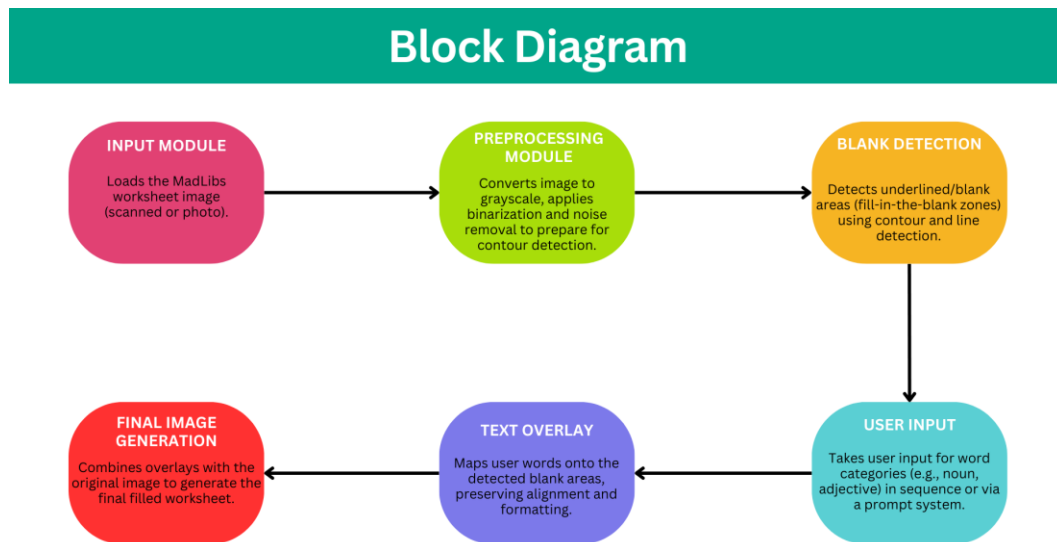 Block Diagram
INPUT MODULE
Loads the MadLibs
worksheet image
(scanned or photo).
PREPROCESSING
MODULE
Converts image to
grayscale, applies
binarization and noise
removal to prepare for
contour detection.
BLANK DETECTION
Detects underlined/blank
areas (fill-in-the-blank zones)
using contour and line
detection.
USER INPUT
Takes user input for word
categories (e.g., noun,
adjective) in sequence or via
a prompt system.
TEXT OVERLAY
Maps user words onto the
detected blank areas,
preserving alignment and
formatting.
FINAL IMAGE
GENERATION
Combines overlays with the
original image to generate the
final filled worksheet.